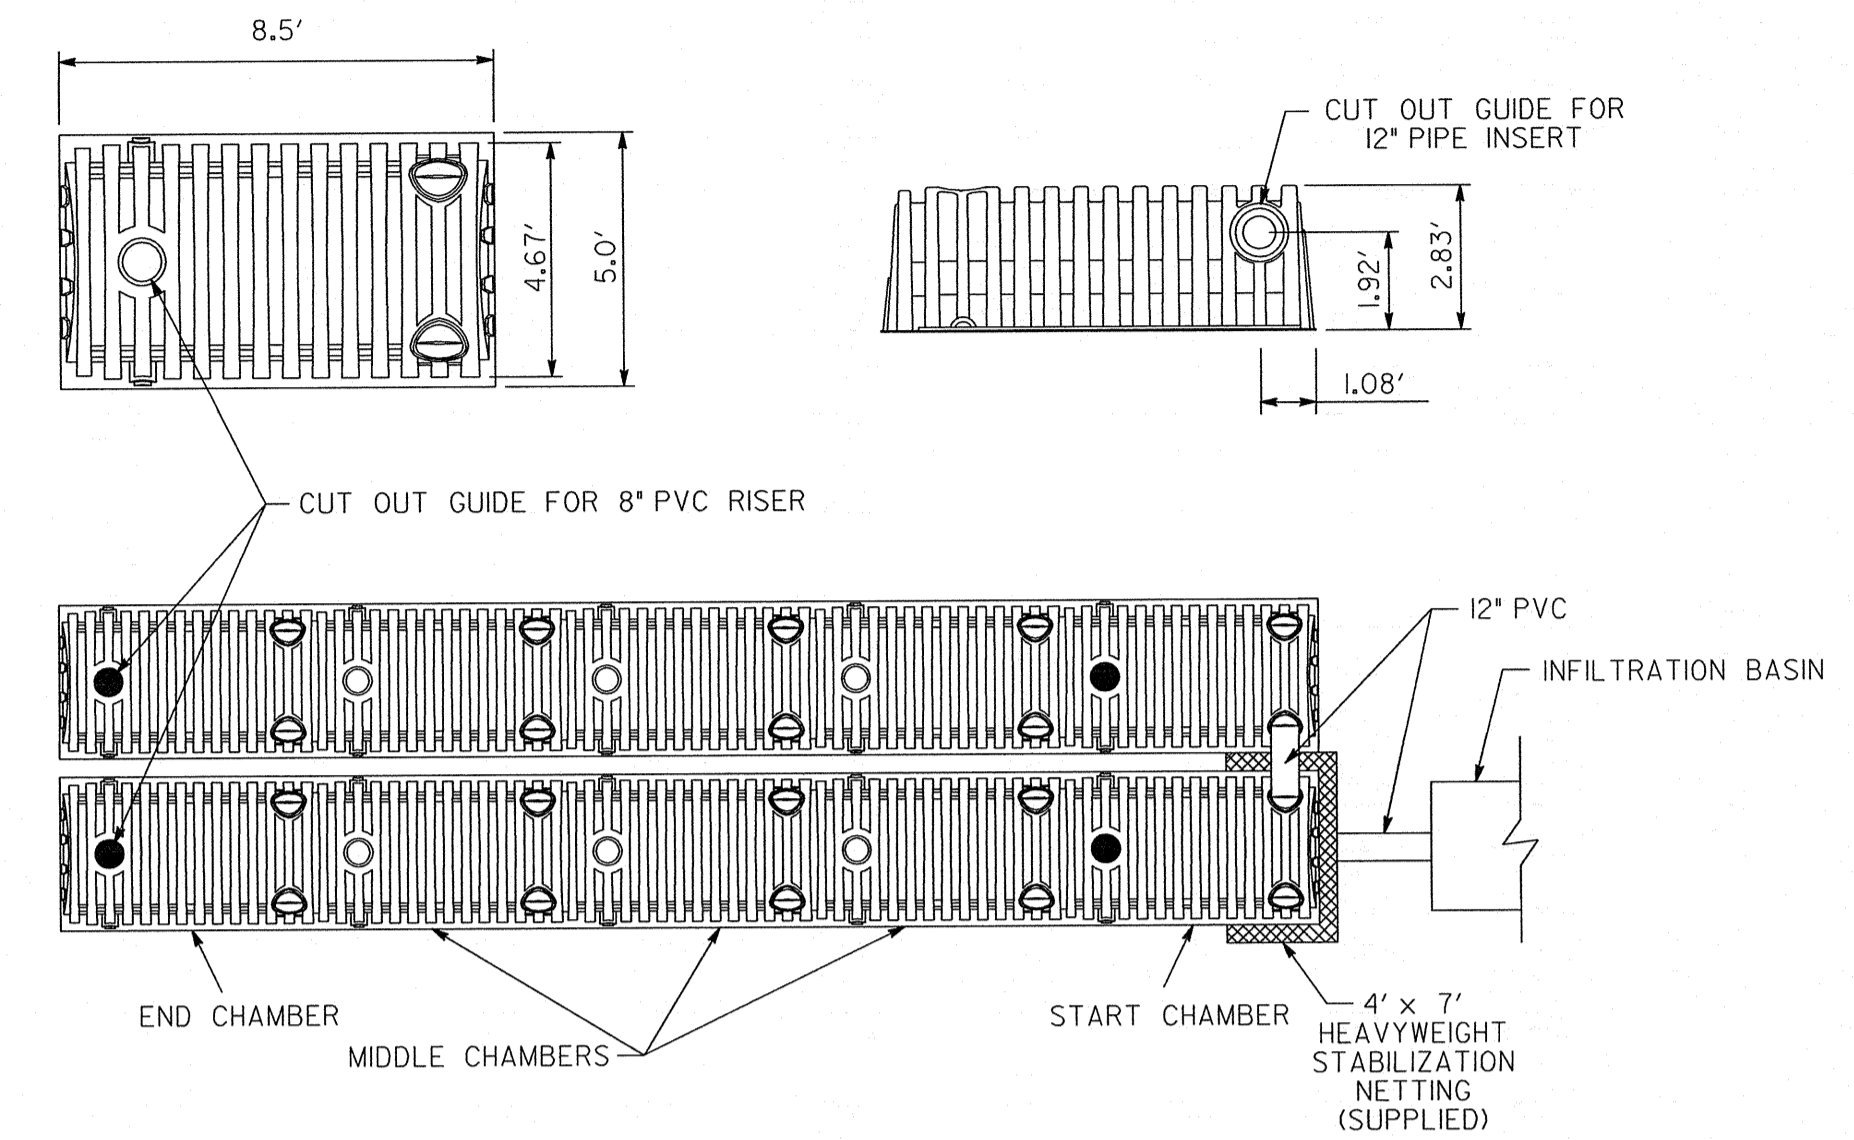 8.5'
CUT OUT GUIDE FOR
12" PIPE INSERT
4.67'
5.0'
1.92'
2.83'
1.08'
CUT OUT GUIDE FOR 8" PVC RISER
12" PVC
INFILTRATION BASIN
END CHAMBER
MIDDLE CHAMBERS
START CHAMBER
4' x 7'
HEAVYWEIGHT
STABILIZATION
NETTING
(SUPPLIED)